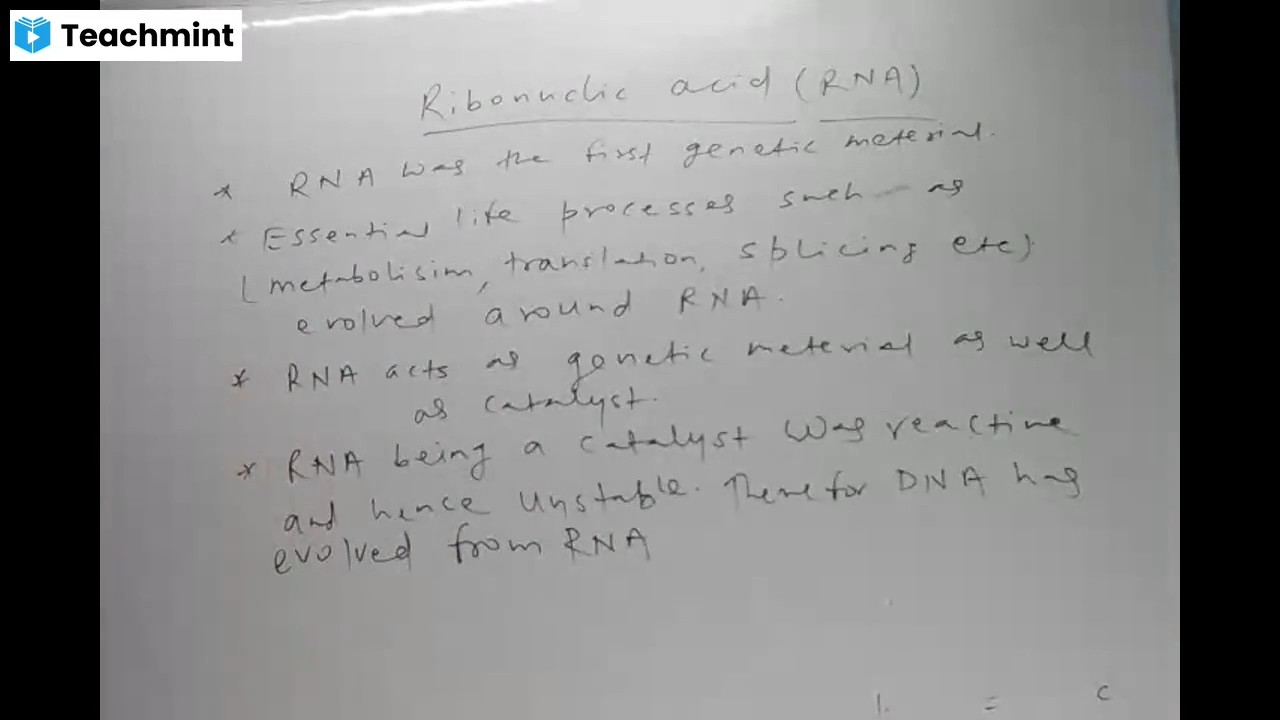 Teachmint
Ribonuclic acid (RNA)
* RNA was the first genetic meterial.
* Essential life processes such as
(metabolisim, translation, splicing etc)
evolved around RNA.
* RNA acts as genetic meterial as well
as catalyst.
* RNA being a catalyst was reactive
and hence unstable. Therefor DNA has
evolved from RNA